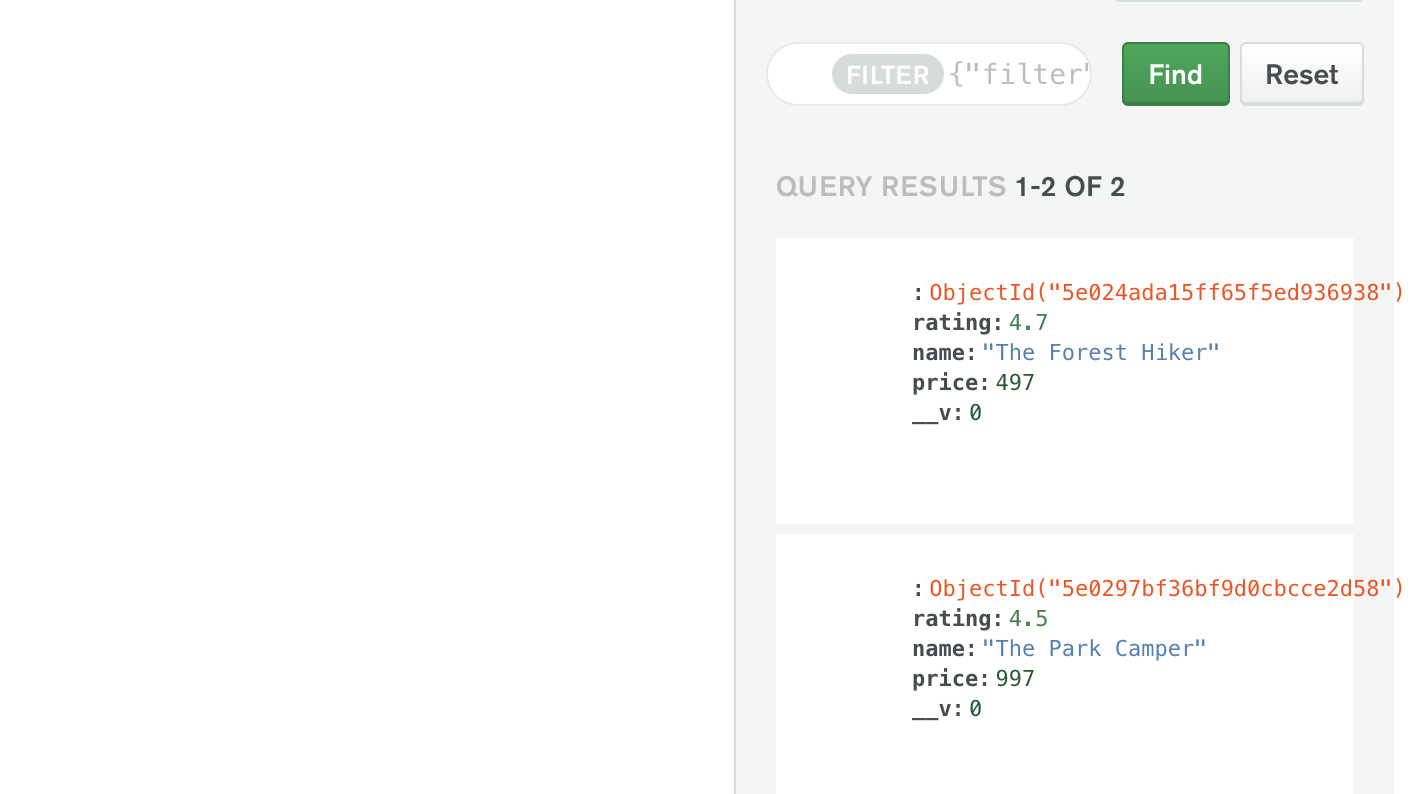 FILTER {"filter"
Find
Reset
QUERY RESULTS 1-2 OF 2
:ObjectId("5e024ada15ff65f5ed936938")
rating:4.7
name:"The Forest Hiker"
price:497
__v:0
:ObjectId("5e0297bf36bf9d0cbcce2d58")
rating:4.5
name:"The Park Camper"
price:997
__v:0